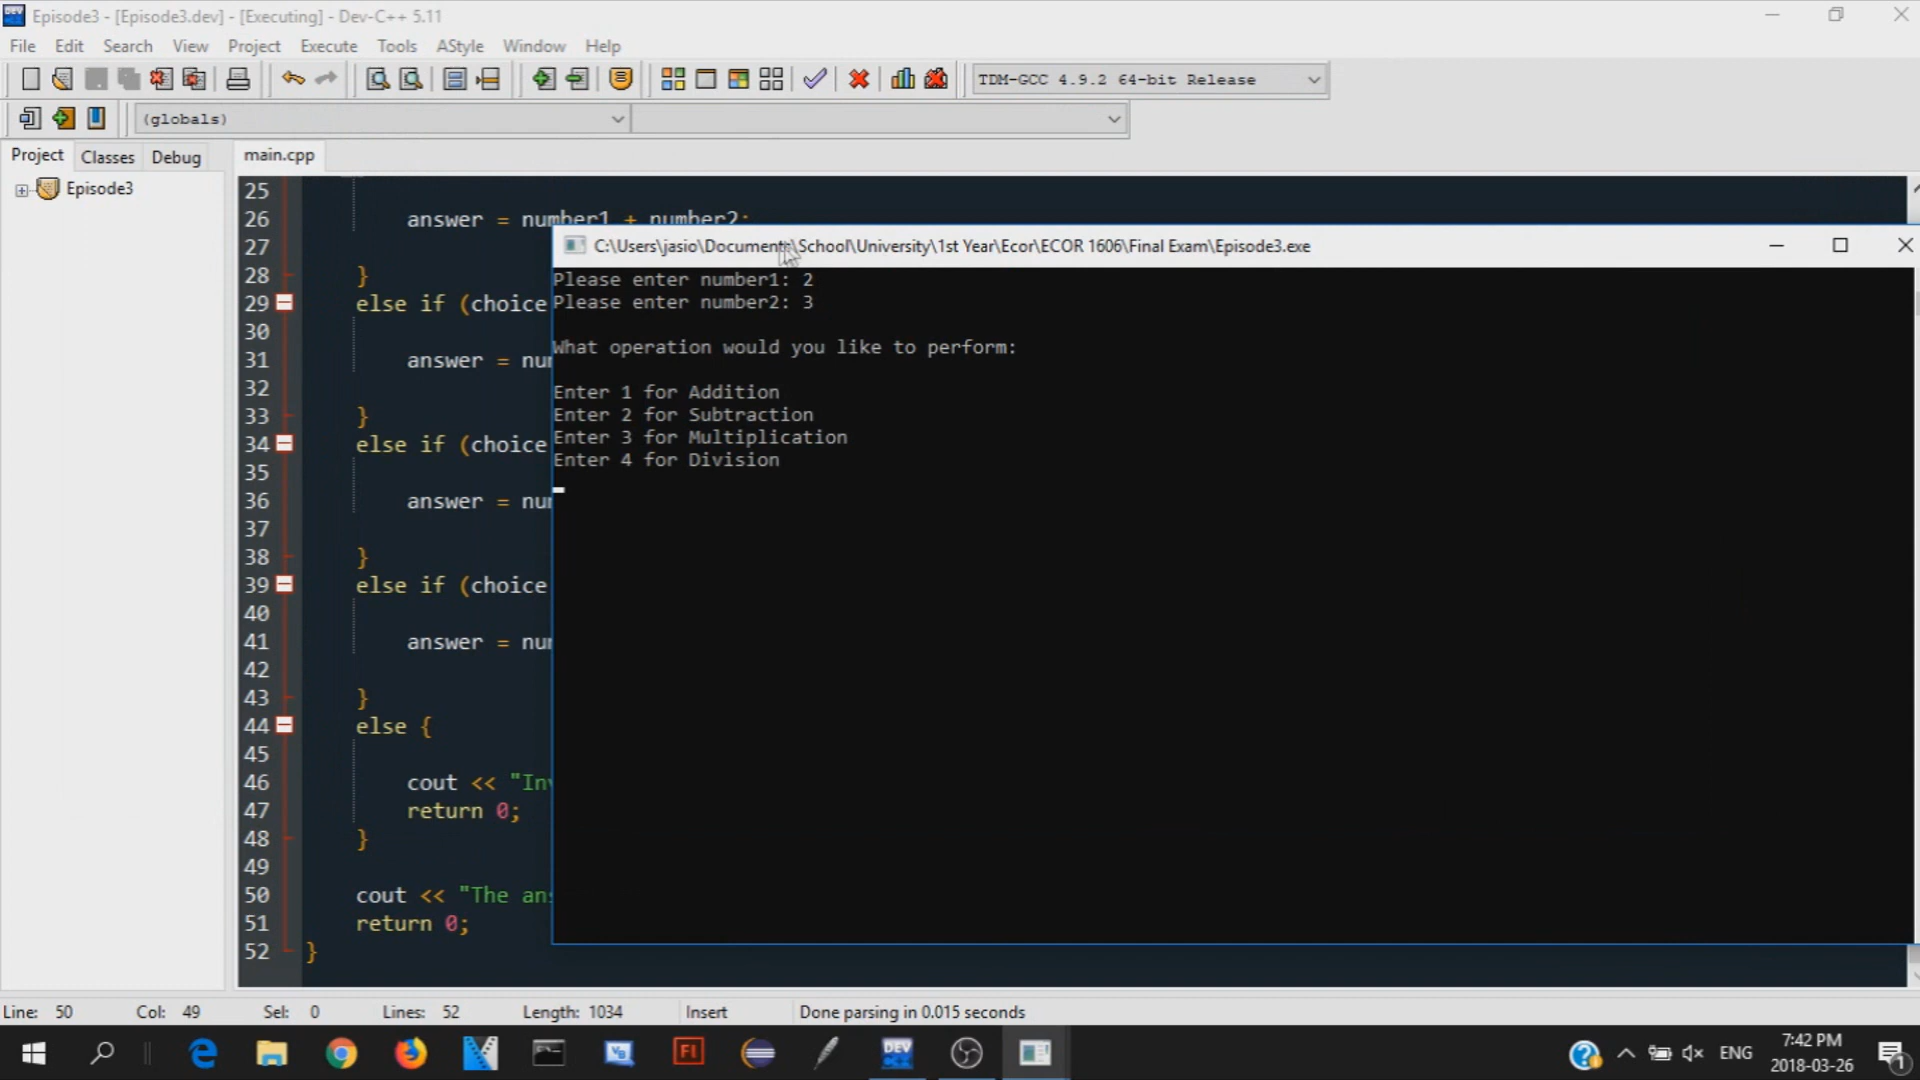 Episode3 - [Episode3.dev] - [Executing] - Dev-C++ 5.11
File Edit Search View Project Execute Tools AStyle Window Help
TDM-GCC 4.9.2 64-bit Release
(globals)
Project Classes Debug
main.cpp
Episode3
25
26 answer = number1 + number2;
27
28 }
29 else if (choice
30
31 answer = num
32
33 }
34 else if (choice
35
36 answer = num
37
38 }
39 else if (choice
40
41 answer = num
42
43 }
44 else {
45
46 cout << "Inv
47 return 0;
48 }
49
50 cout << "The ans
51 return 0;
52 }
C:\Users\jasio\Documents\School\University\1st Year\Ecor\ECOR 1606\Final Exam\Episode3.exe
Please enter number1: 2
Please enter number2: 3
What operation would you like to perform:
Enter 1 for Addition
Enter 2 for Subtraction
Enter 3 for Multiplication
Enter 4 for Division
Line: 50 Col: 49 Sel: 0 Lines: 52 Length: 1034 Insert Done parsing in 0.015 seconds
DEV
Fl
ENG
7:42 PM
2018-03-26
1